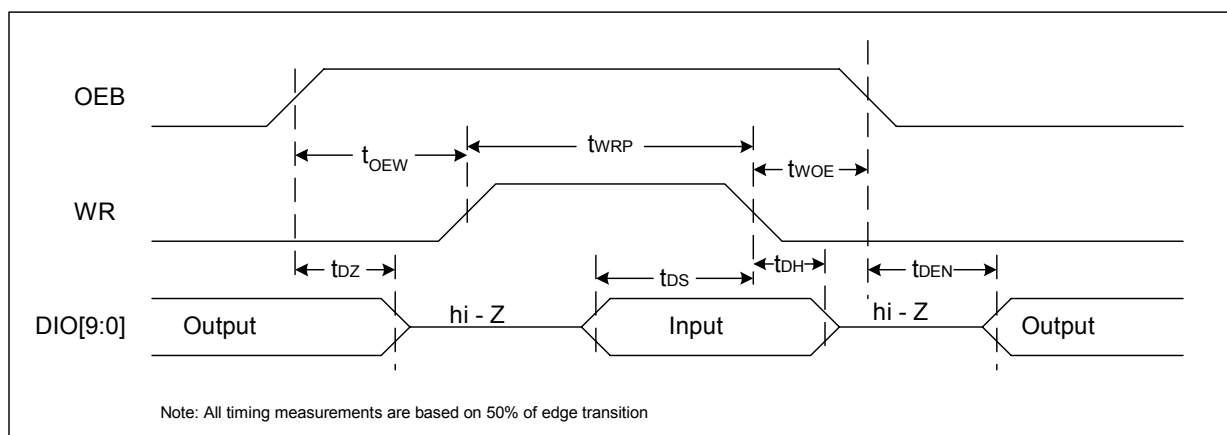 OEB
tOEW
tWRP
tWOE
WR
tDZ
tDS
tDH
tDEN
DIO[9:0]
Output
hi - Z
Input
hi - Z
Output
Note: All timing measurements are based on 50% of edge transition